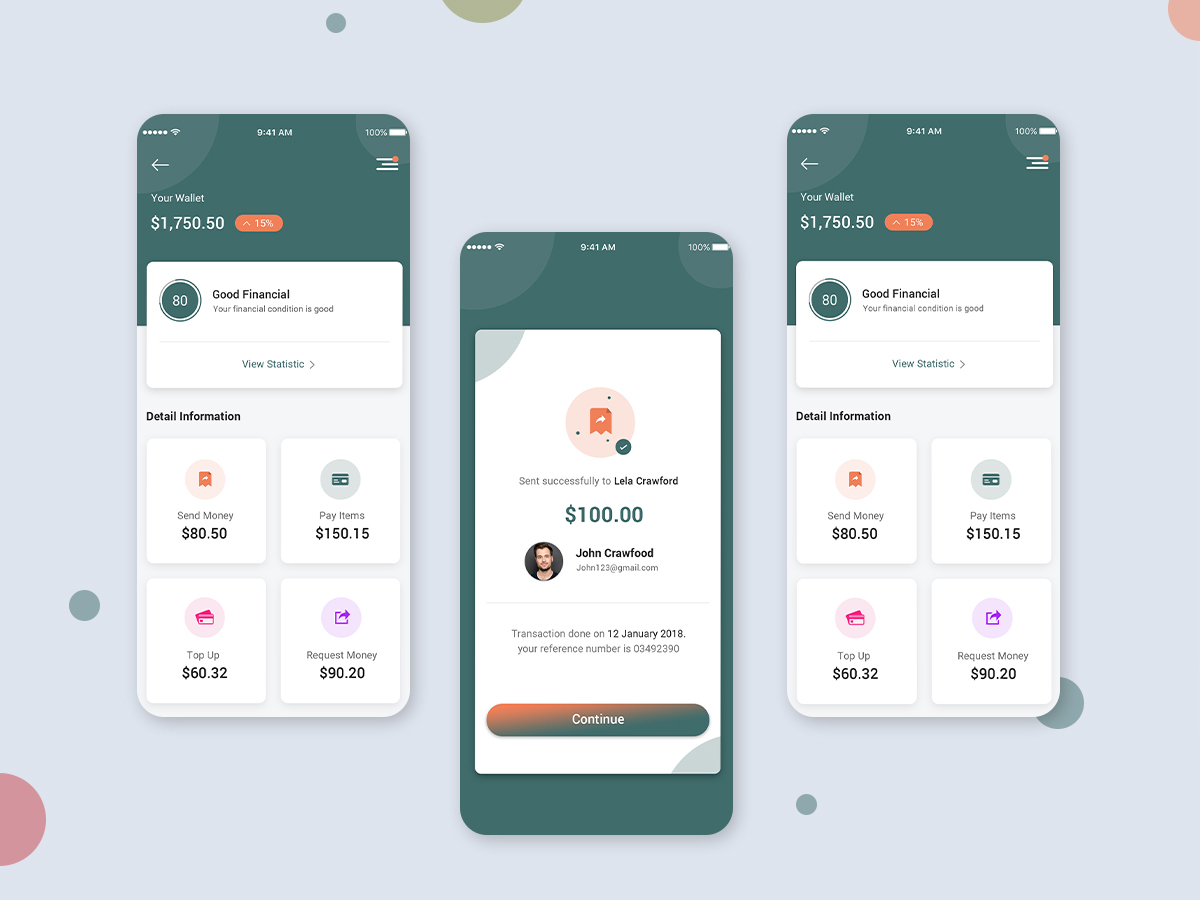 9:41 AM
100%
Your Wallet
$1,750.50
15%
80
Good Financial
Your financial condition is good
View Statistic
Detail Information
Send Money
$80.50
Pay Items
$150.15
Top Up
$60.32
Request Money
$90.20
9:41 AM
100%
Sent successfully to Lela Crawford
$100.00
John Crawfood
John123@gmail.com
Transaction done on 12 January 2018.
your reference number is 03492390
Continue
9:41 AM
100%
Your Wallet
$1,750.50
15%
80
Good Financial
Your financial condition is good
View Statistic
Detail Information
Send Money
$80.50
Pay Items
$150.15
Top Up
$60.32
Request Money
$90.20